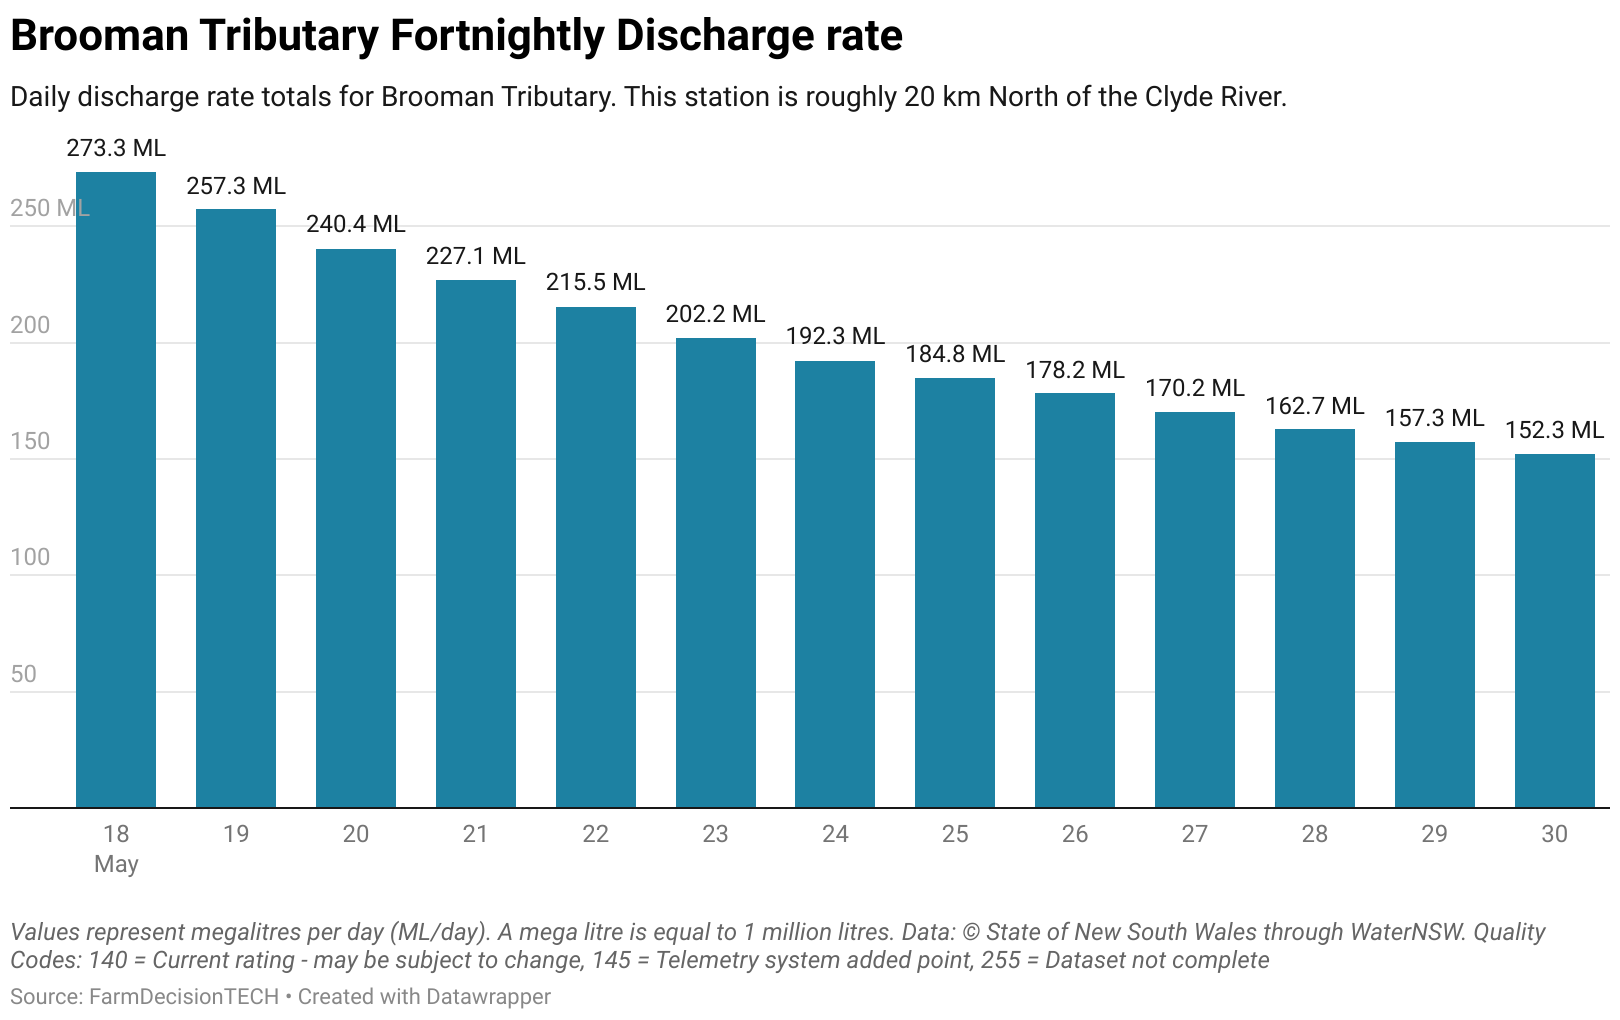 Brooman Tributary Fortnightly Discharge rate
Daily discharge rate totals for Brooman Tributary. This station is roughly 20 km North of the Clyde River.
273.3 ML
257.3 ML
240.4 ML
227.1 ML
215.5 ML
202.2 ML
192.3 ML
184.8 ML
178.2 ML
170.2 ML
162.7 ML
157.3 ML
152.3 ML
250 ML
200
150
100
50
18 19 20 21 22 23 24 25 26 27 28 29 30
May
Values represent megalitres per day (ML/day). A mega litre is equal to 1 million litres. Data: © State of New South Wales through WaterNSW. Quality
Codes: 140 = Current rating - may be subject to change, 145 = Telemetry system added point, 255 = Dataset not complete
Source: FarmDecisionTECH • Created with Datawrapper